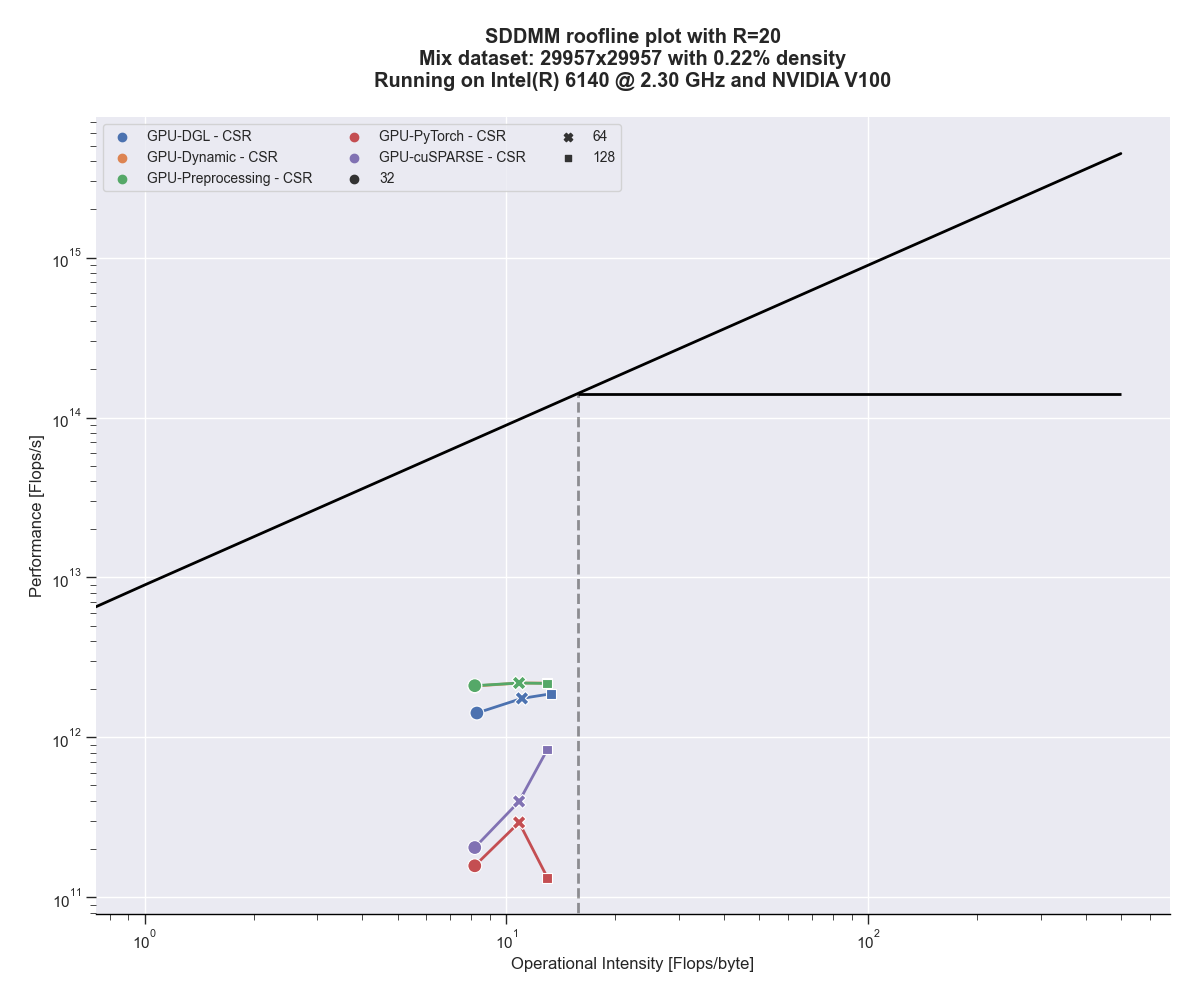 SDDMM roofline plot with R=20
Mix dataset: 29957x29957 with 0.22% density
Running on Intel(R) 6140 @ 2.30 GHz and NVIDIA V100
GPU-DGL - CSR
GPU-Dynamic - CSR
GPU-Preprocessing - CSR
GPU-PyTorch - CSR
GPU-cuSPARSE - CSR
32
64
128
Performance [Flops/s]
10^15
10^14
10^13
10^12
10^11
10^0
10^1
10^2
Operational Intensity [Flops/byte]